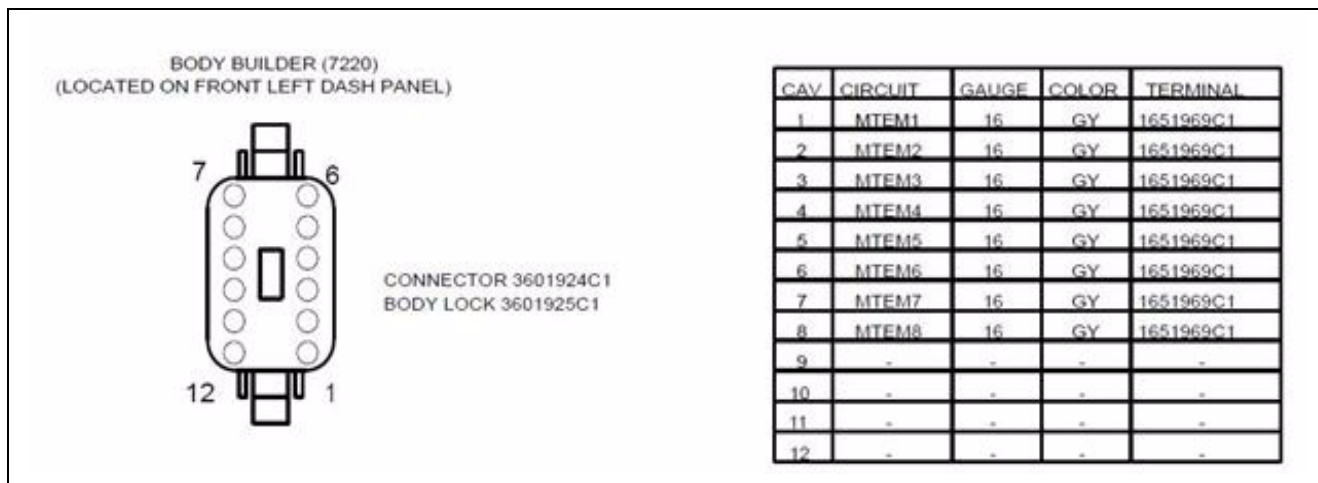 BODY BUILDER (7220)
(LOCATED ON FRONT LEFT DASH PANEL)
7 6
12 1
CONNECTOR 3601924C1
BODY LOCK 3601925C1
CAV CIRCUIT GAUGE COLOR TERMINAL
1 MTEM1 16 GY 1651969C1
2 MTEM2 16 GY 1651969C1
3 MTEM3 16 GY 1651969C1
4 MTEM4 16 GY 1651969C1
5 MTEM5 16 GY 1651969C1
6 MTEM6 16 GY 1651969C1
7 MTEM7 16 GY 1651969C1
8 MTEM8 16 GY 1651969C1
9 - - - -
10 - - - -
11 - - - -
12 - - - -